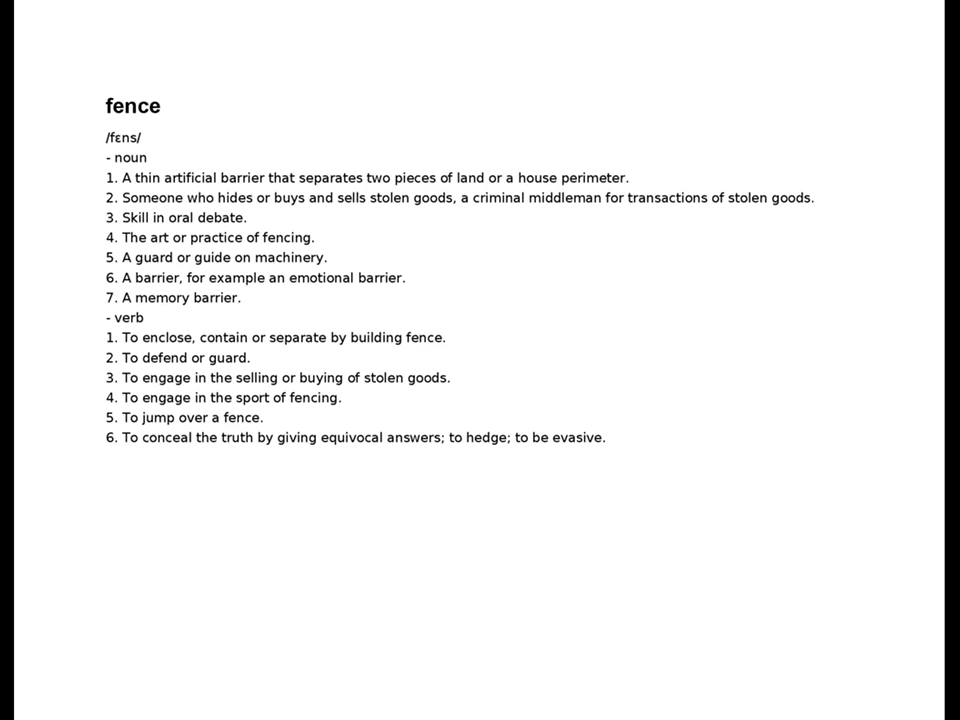 fence
/fɛns/
- noun
1. A thin artificial barrier that separates two pieces of land or a house perimeter.
2. Someone who hides or buys and sells stolen goods, a criminal middleman for transactions of stolen goods.
3. Skill in oral debate.
4. The art or practice of fencing.
5. A guard or guide on machinery.
6. A barrier, for example an emotional barrier.
7. A memory barrier.
- verb
1. To enclose, contain or separate by building fence.
2. To defend or guard.
3. To engage in the selling or buying of stolen goods.
4. To engage in the sport of fencing.
5. To jump over a fence.
6. To conceal the truth by giving equivocal answers; to hedge; to be evasive.